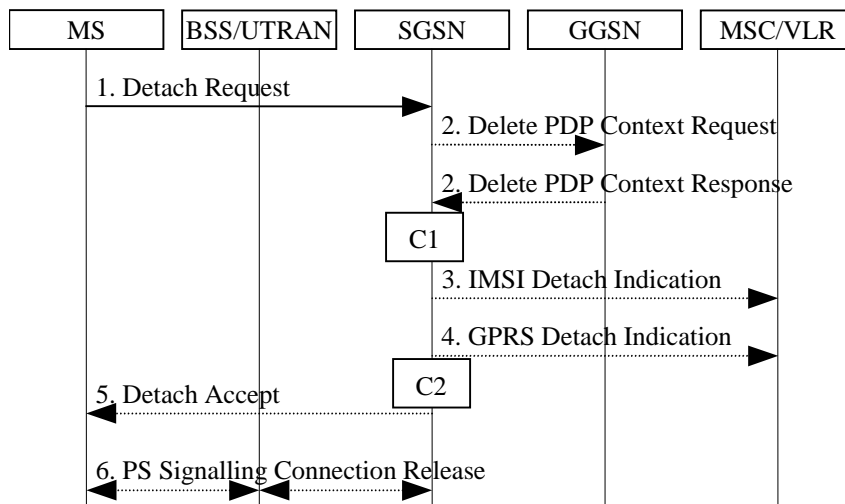 MS
BSS/UTRAN
SGSN
GGSN
MSC/VLR
1. Detach Request
2. Delete PDP Context Request
2. Delete PDP Context Response
C1
3. IMSI Detach Indication
4. GPRS Detach Indication
C2
5. Detach Accept
6. PS Signalling Connection Release